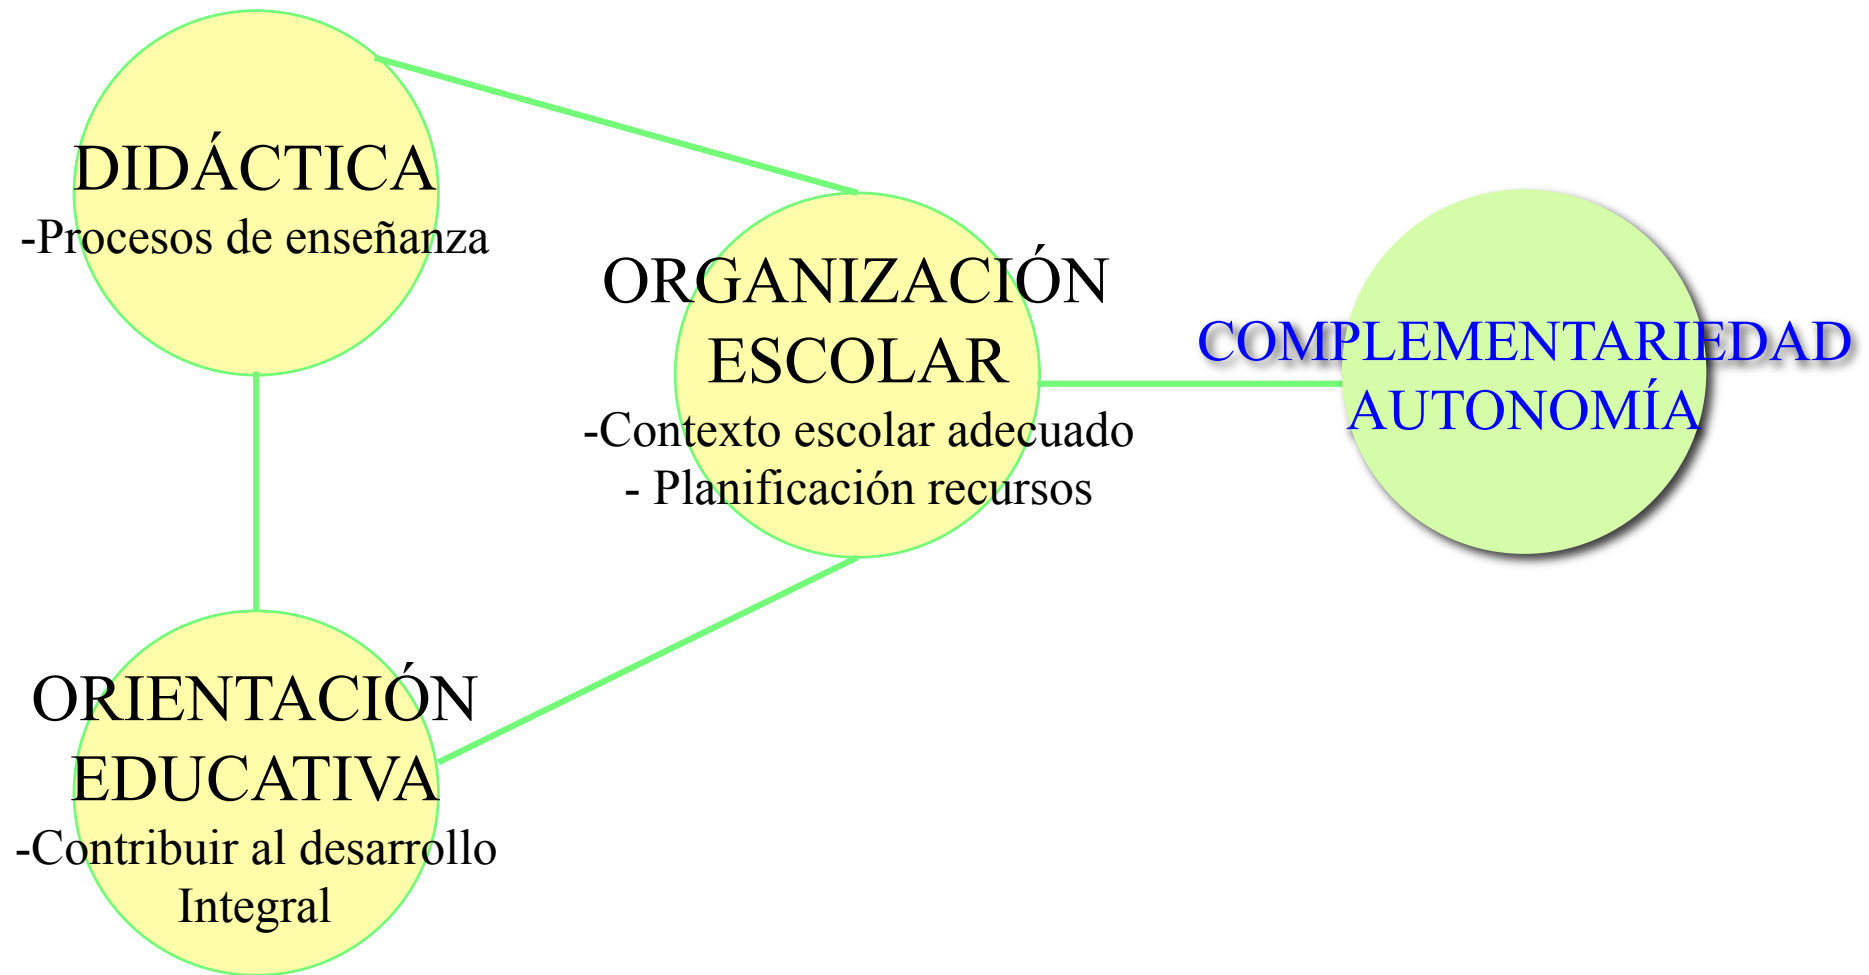 DIDÁCTICA
-Procesos de enseñanza
ORGANIZACIÓN
ESCOLAR
-Contexto escolar adecuado
- Planificación recursos
COMPLEMENTARIEDAD
AUTONOMÍA
ORIENTACIÓN
EDUCATIVA
-Contribuir al desarrollo
Integral